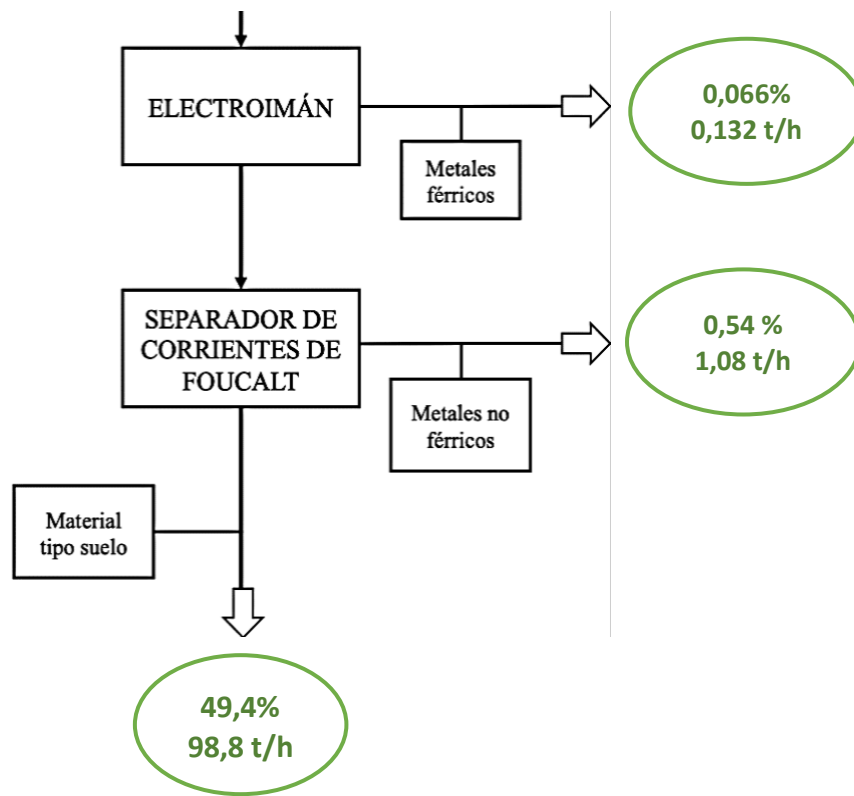 ELECTROIMÁN
0,066%
0,132 t/h
Metales
férricos
SEPARADOR DE
CORRIENTES DE
FOUCALT
0,54 %
1,08 t/h
Metales no
férricos
Material
tipo suelo
49,4%
98,8 t/h